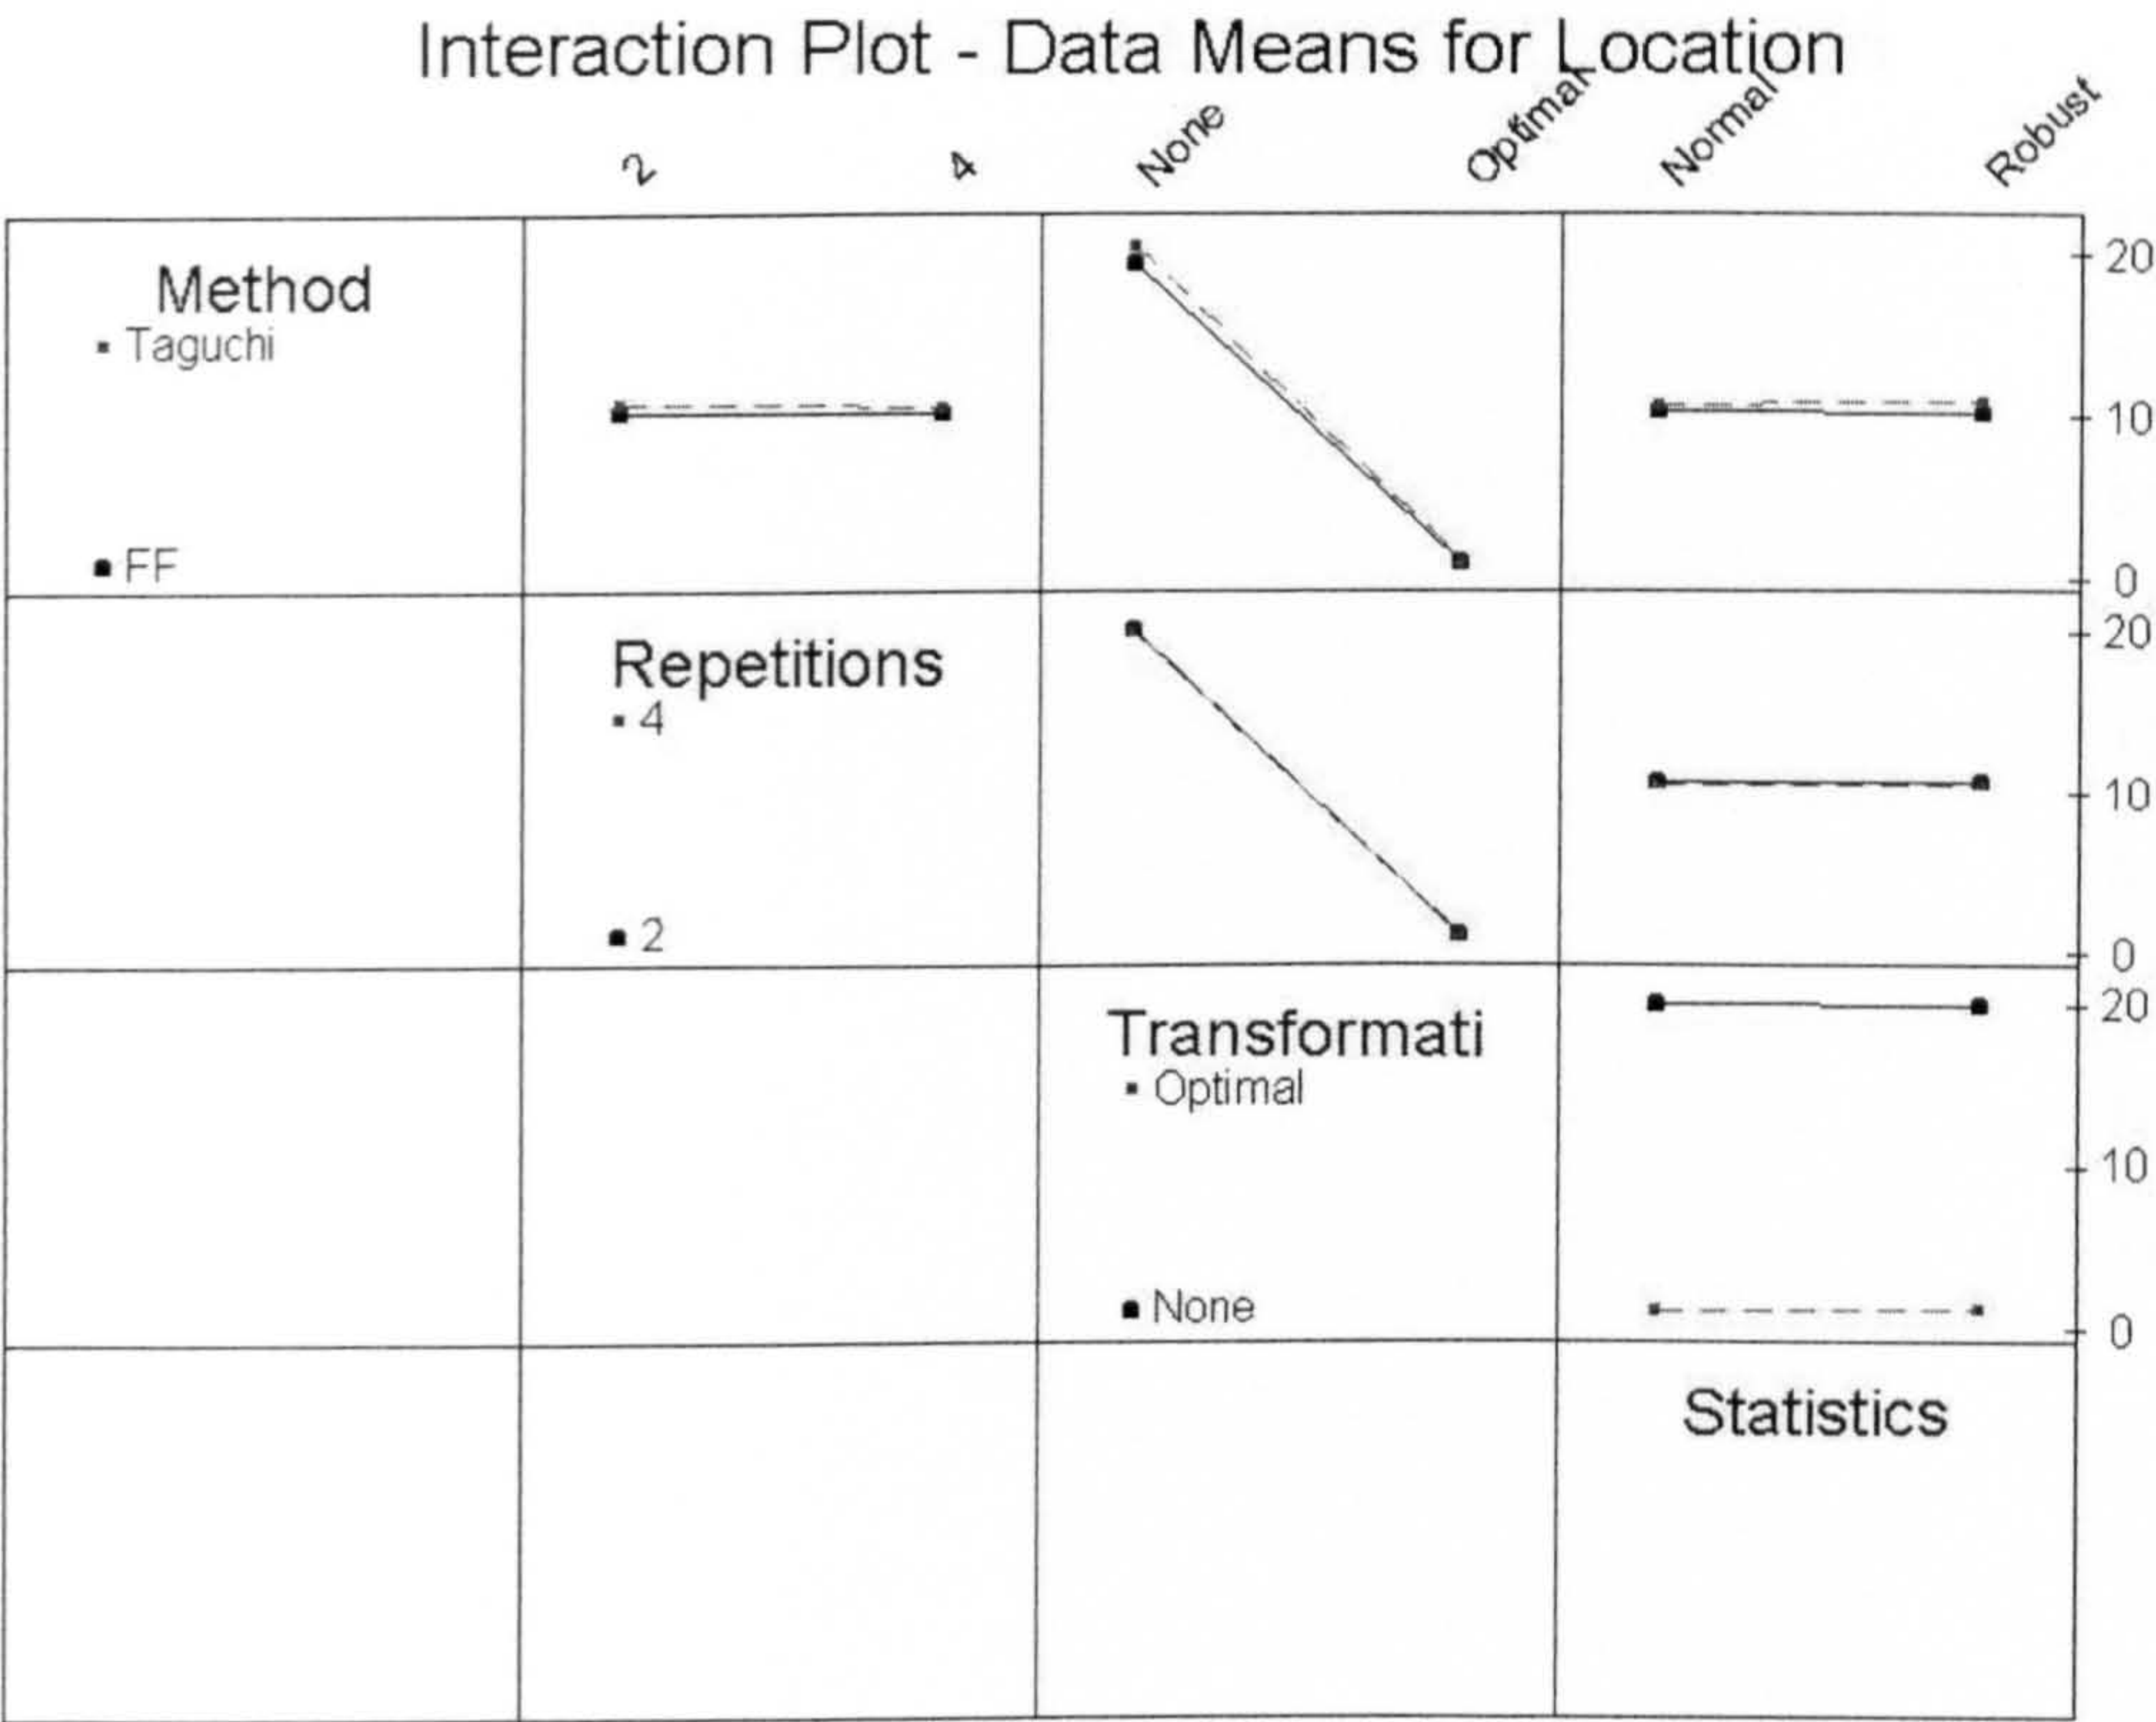 Interaction Plot - Data Means for Location
2 4 None Optimal Normal Robust
Method
Taguchi
FF
20
10
0
Repetitions
4
2
20
10
0
Transformati
Optimal
None
20
10
0
Statistics